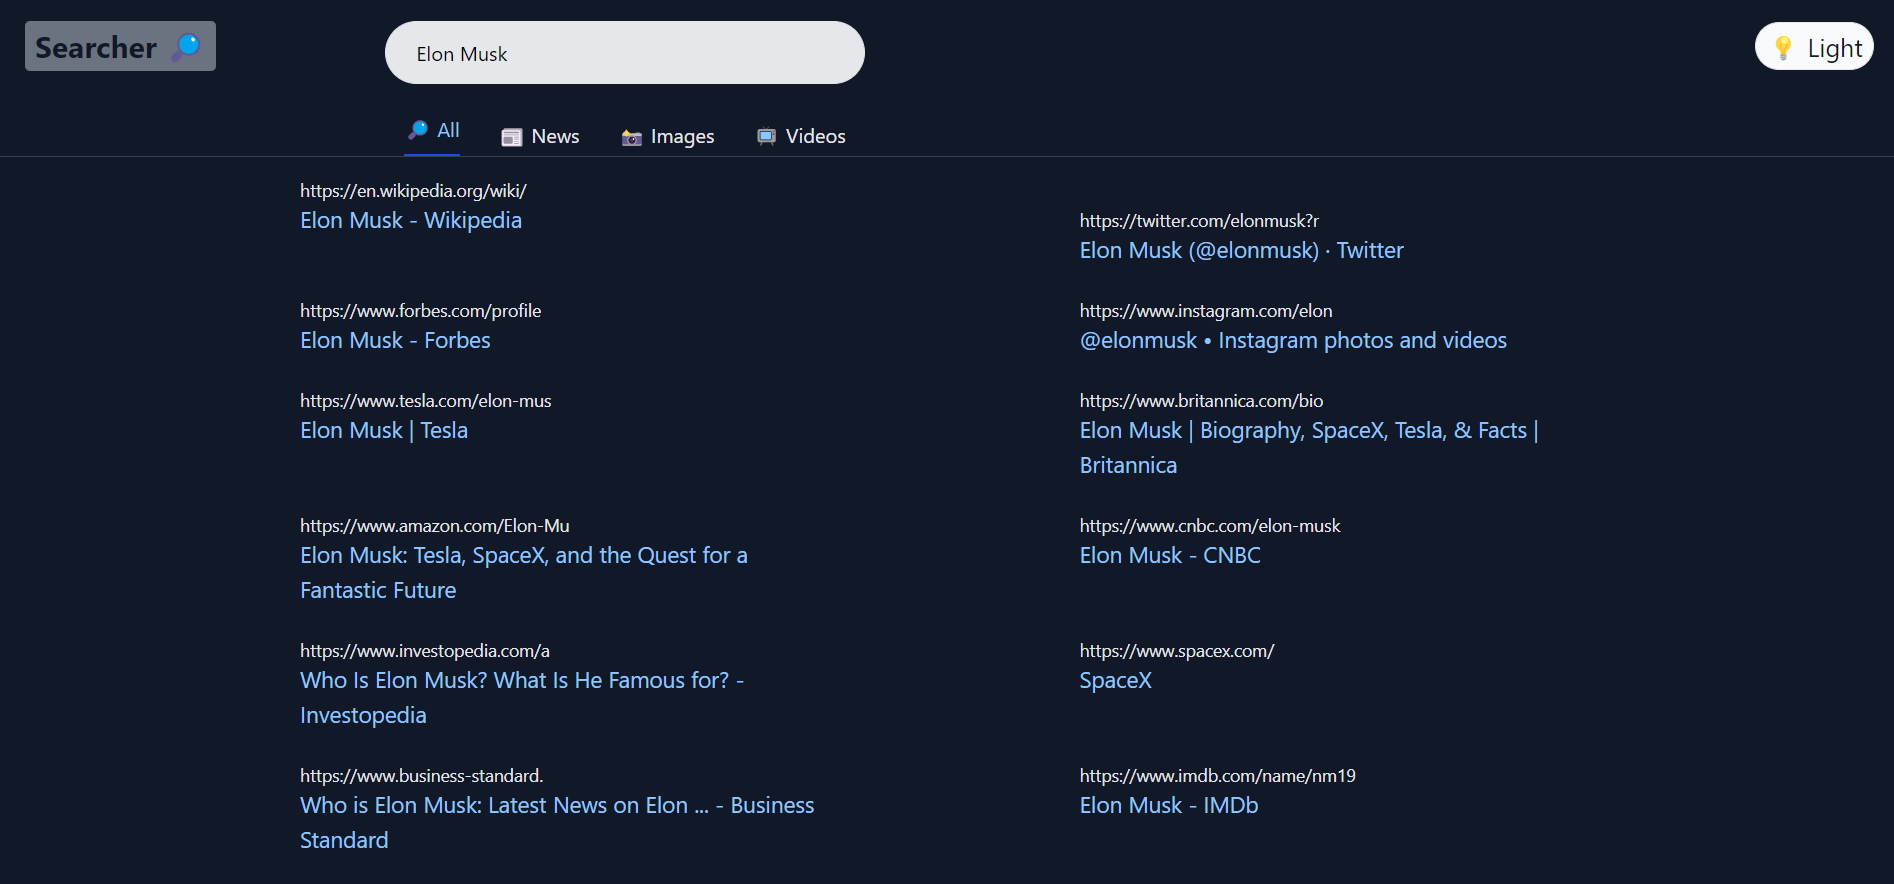 Searcher
Elon Musk
Light
All
News
Images
Videos
https://en.wikipedia.org/wiki/
Elon Musk - Wikipedia
https://twitter.com/elonmusk?r
Elon Musk (@elonmusk) · Twitter
https://www.forbes.com/profile
Elon Musk - Forbes
https://www.instagram.com/elon
@elonmusk • Instagram photos and videos
https://www.tesla.com/elon-mus
Elon Musk | Tesla
https://www.britannica.com/bio
Elon Musk | Biography, SpaceX, Tesla, & Facts |
Britannica
https://www.amazon.com/Elon-Mu
Elon Musk: Tesla, SpaceX, and the Quest for a
Fantastic Future
https://www.cnbc.com/elon-musk
Elon Musk - CNBC
https://www.investopedia.com/a
Who Is Elon Musk? What Is He Famous for? -
Investopedia
https://www.spacex.com/
SpaceX
https://www.business-standard.
Who is Elon Musk: Latest News on Elon ... - Business
Standard
https://www.imdb.com/name/nm19
Elon Musk - IMDb